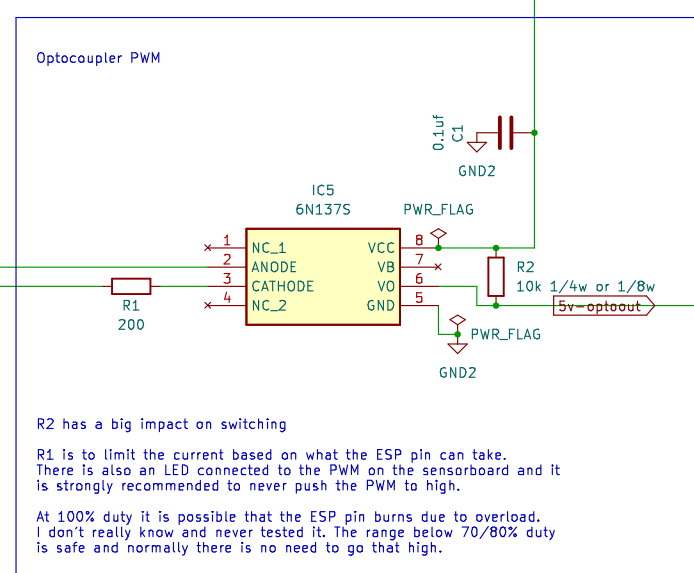 Optocoupler PWM
0.1uf
C1
GND2
IC5
6N137S
PWR_FLAG
1 NC_1 VCC 8
2 ANODE VB 7
3 CATHODE VO 6
4 NC_2 GND 5
R1
200
R2
10k 1/4w or 1/8w
5v-optoout
PWR_FLAG
GND2
R2 has a big impact on switching
R1 is to limit the current based on what the ESP pin can take.
There is also an LED connected to the PWM on the sensorboard and it
is strongly recommended to never push the PWM to high.
At 100% duty it is possible that the ESP pin burns due to overload.
I don't really know and never tested it. The range below 70/80% duty
is safe and normally there is no need to go that high.